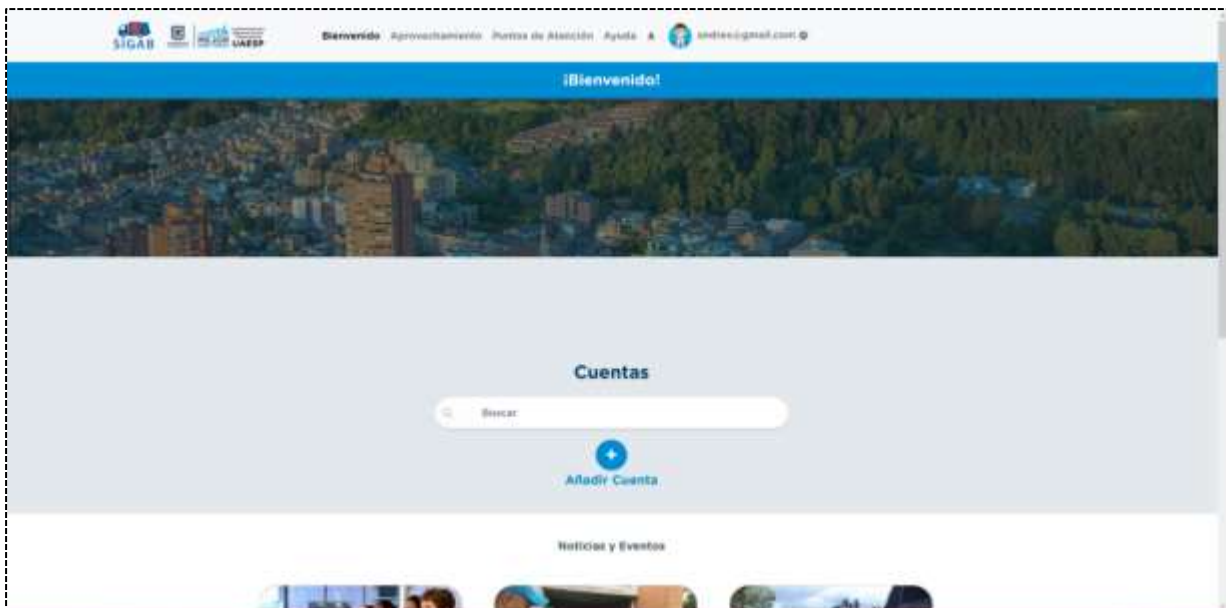 SIGAB
UAESP
Bienvenido Aprovechamiento Puntos de Atención Ayuda
¡Bienvenido!
Cuentas
Buscar
Añadir Cuenta
Noticias y Eventos